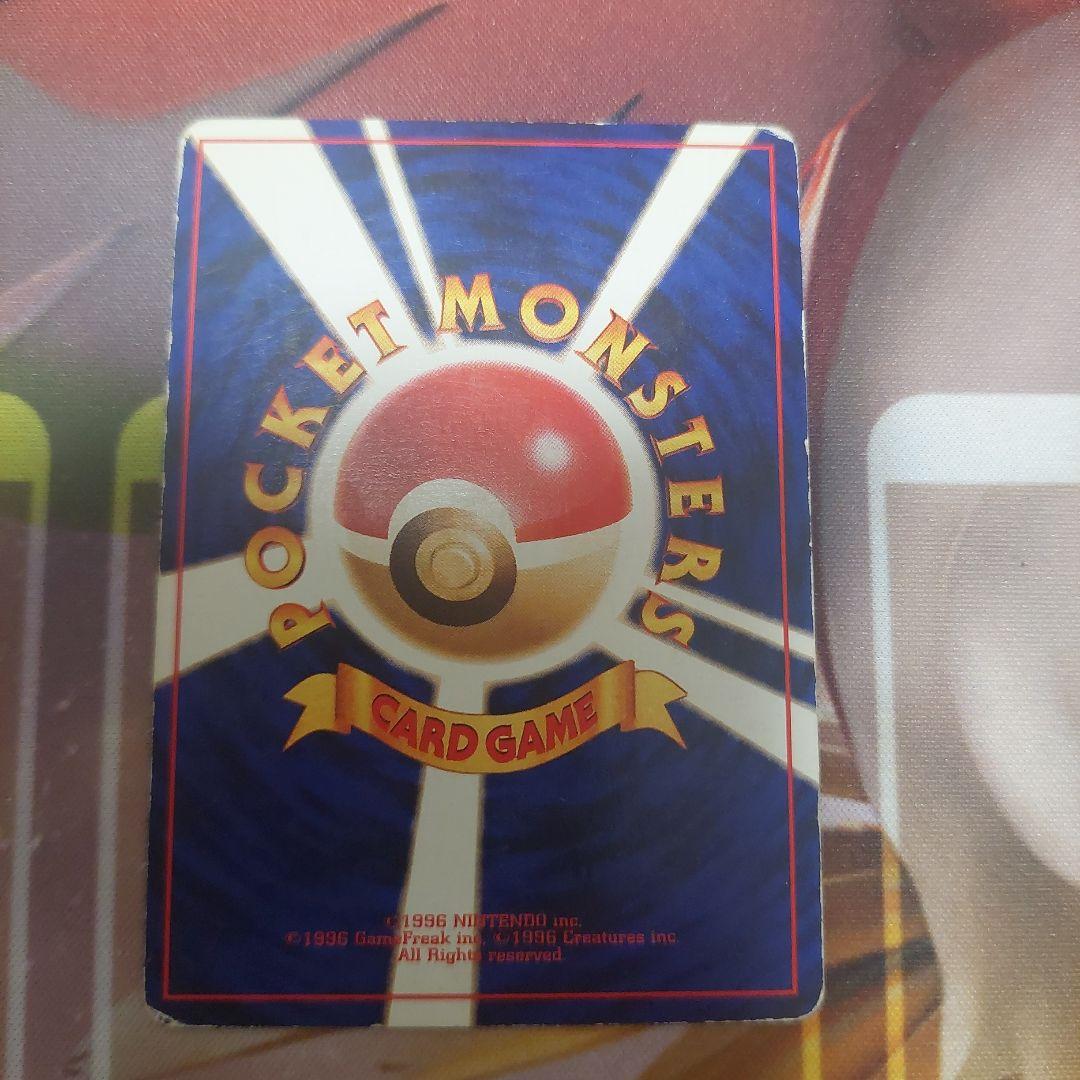 POCKET MONSTERS
CARD GAME
©1996 NINTENDO inc.
©1996 GameFreak inc. ©1996 Creatures inc.
All Rights reserved.